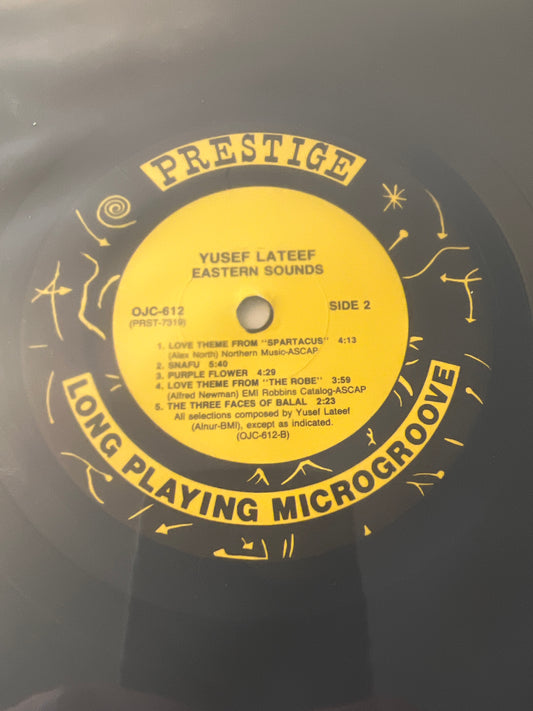 PRESTIGE
YUSEF LATEEF
EASTERN SOUNDS
OJC-612
(PRST-7319)
SIDE 2
1. LOVE THEME FROM "SPARTACUS" 4:13
(Alex North) Northern Music-ASCAP
2. SNAFU 5:40
3. PURPLE FLOWER 4:29
4. LOVE THEME FROM "THE ROBE" 3:59
(Alfred Newman) EMI Robbins Catalog-ASCAP
5. THE THREE FACES OF BALAL 2:23
All selections composed by Yusef Lateef
(Alnur-BMI), except as indicated.
(OJC-612-B)
LONG PLAYING MICROGROOVE